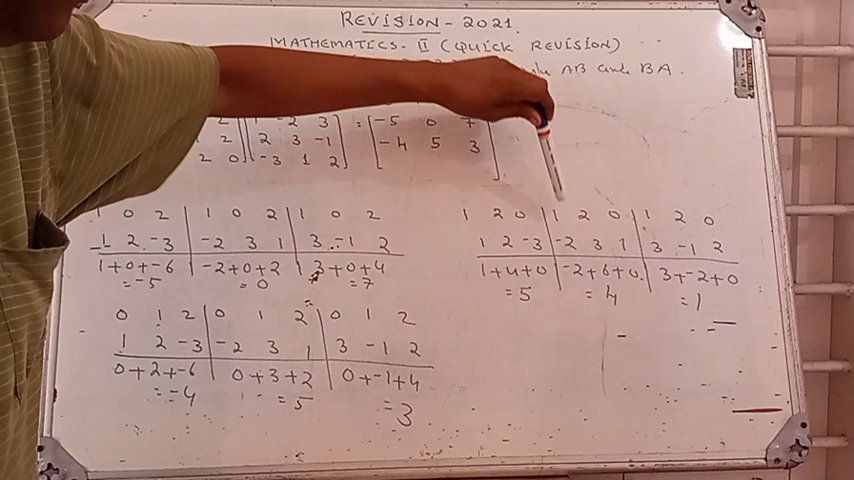 REVISION - 2021.
MATHEMATICS - II (QUICK REVISION)
AB and BA.
1 -2 3 = -5 0 7
1 2 2 3 -1 -4 5 3
2 0 -3 1 2
1 0 2 1 0 2 1 0 2
1 2 -3 -2 3 1 3 -1 2
1+0+-6 -2+0+2 3+0+4
=-5 =0 =7
0 1 2 0 1 2 0 1 2
1 2 -3 -2 3 1 3 -1 2
0+2+-6 0+3+2 0+-1+4
=-4 =5 =3
1 2 0 1 2 0 1 2 0
1 2 -3 -2 3 1 3 -1 2
1+4+0 -2+6+0 3+-2+0
=5 =4 =1